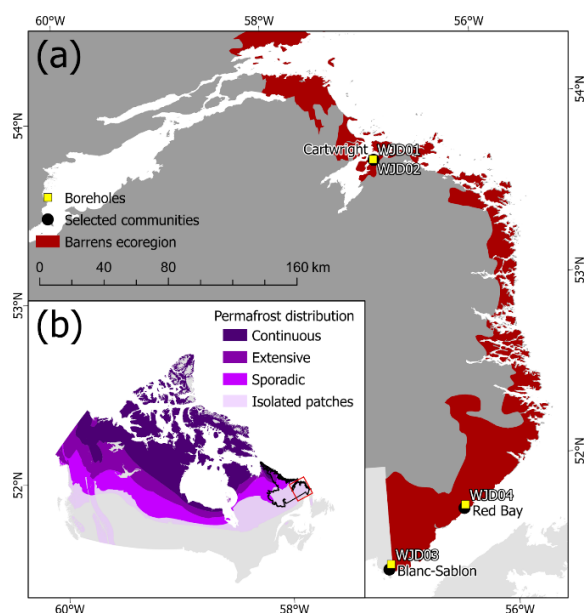 60°W
58°W
56°W
(a)
54°N
54°N
Cartwright
WJD01
WJD02
Boreholes
Selected communities
Barrens ecoregion
0
40
80
160 km
53°N
53°N
(b)
Permafrost distribution
Continuous
Extensive
Sporadic
Isolated patches
52°N
52°N
WJD04
Red Bay
WJD03
Blanc-Sablon
60°W
58°W
56°W